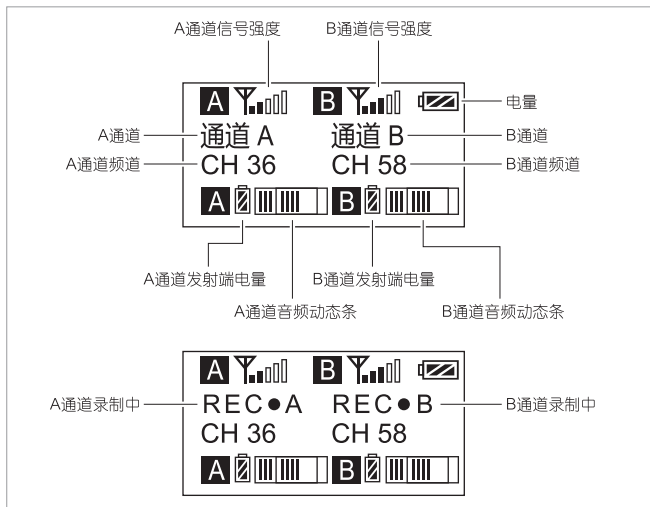 A通道信号强度 B通道信号强度
A B 电量
A通道 通道 A 通道 B B通道
A通道频道 CH 36 CH 58 B通道频道
A B
A通道发射端电量 B通道发射端电量
A通道音频动态条 B通道音频动态条
A B
A通道录制中 REC●A REC●B B通道录制中
CH 36 CH 58
A B